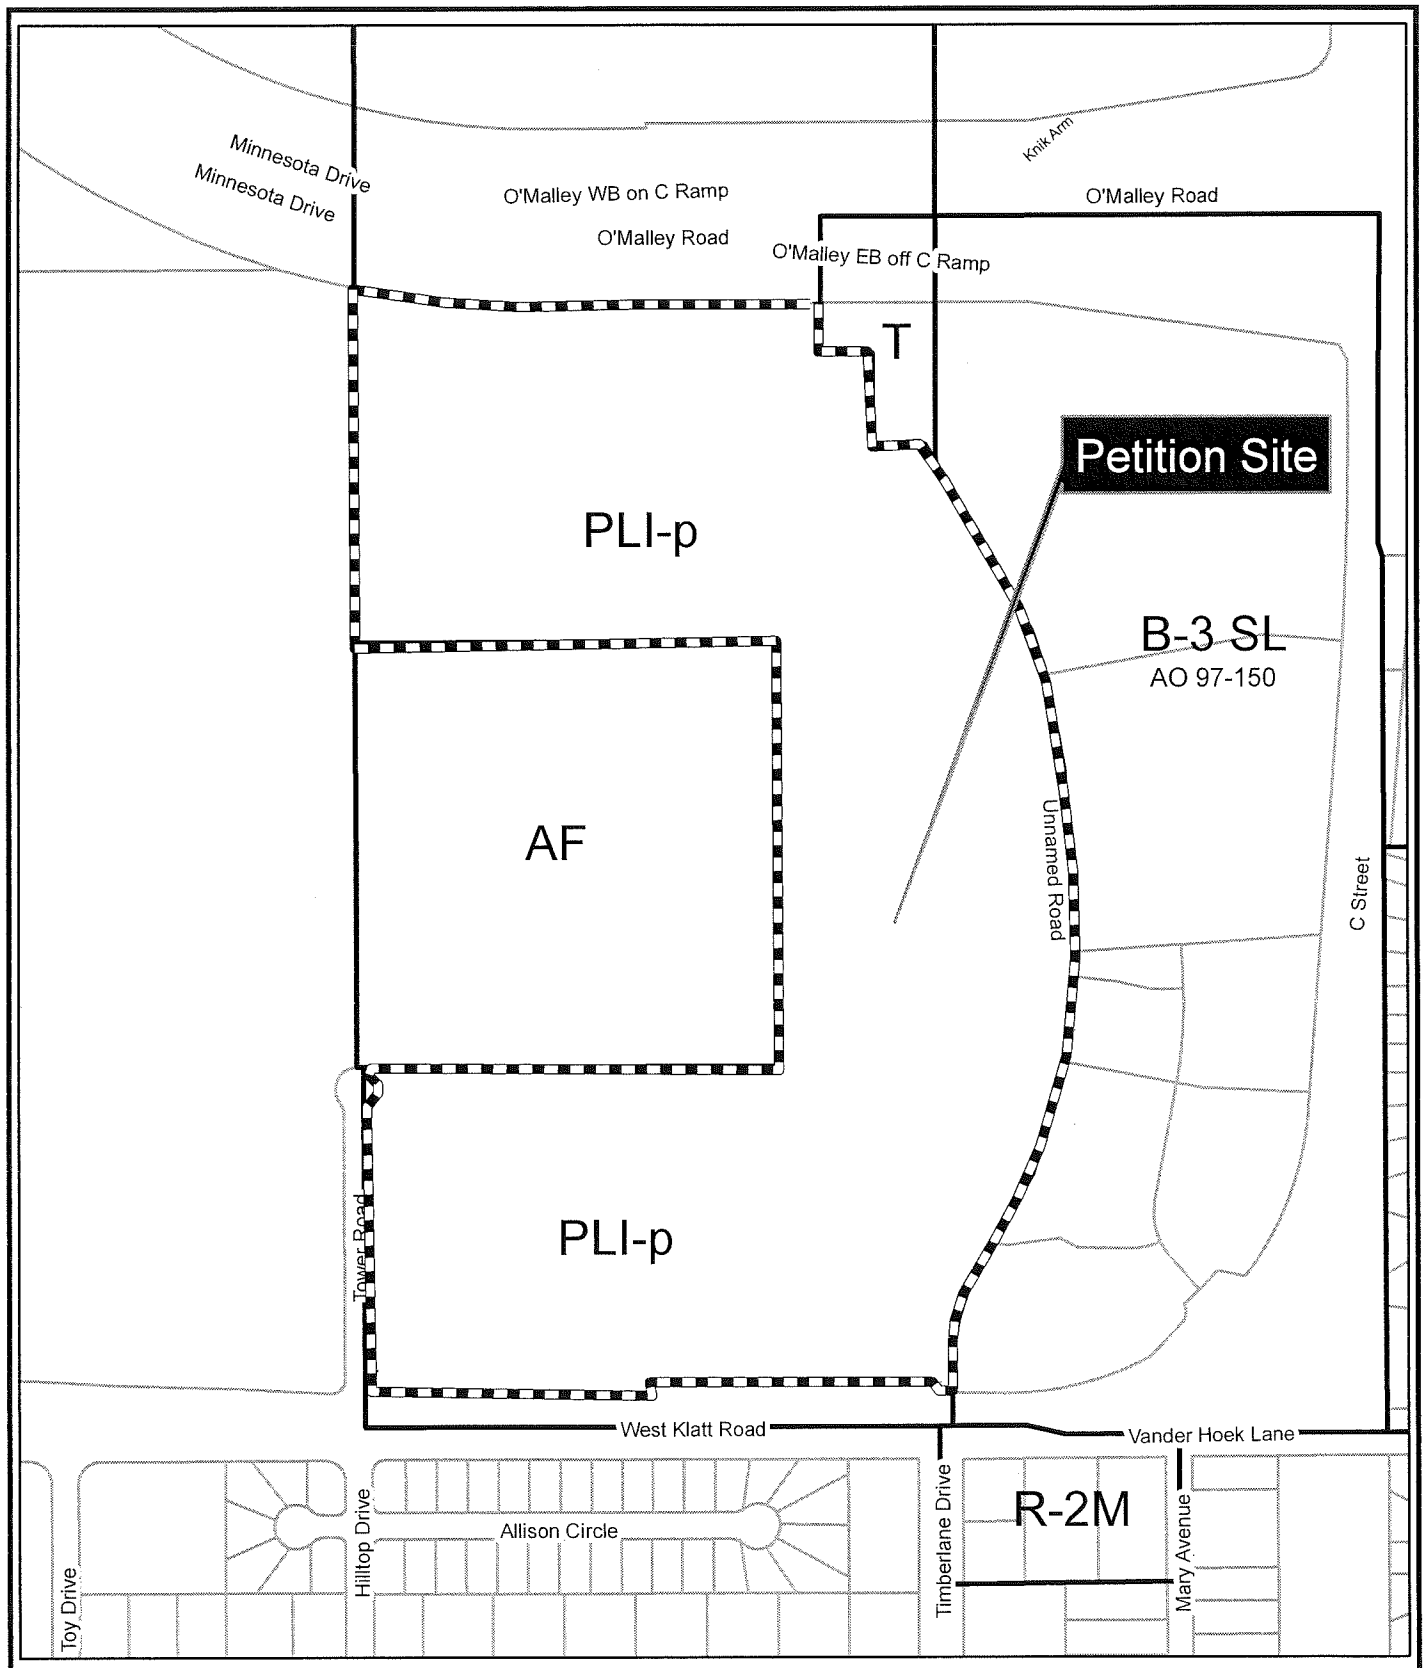 Knik Arm
Minnesota Drive
Minnesota Drive
O'Malley WB on C Ramp
O'Malley Road
O'Malley Road
O'Malley EB off C Ramp
T
Petition Site
PLI-p
B-3 SL
AO 97-150
AF
Unnamed Road
C Street
Tower Road
PLI-p
West Klatt Road
Vander Hoek Lane
Toy Drive
Hilltop Drive
Allison Circle
Timberlane Drive
R-2M
Mary Avenue